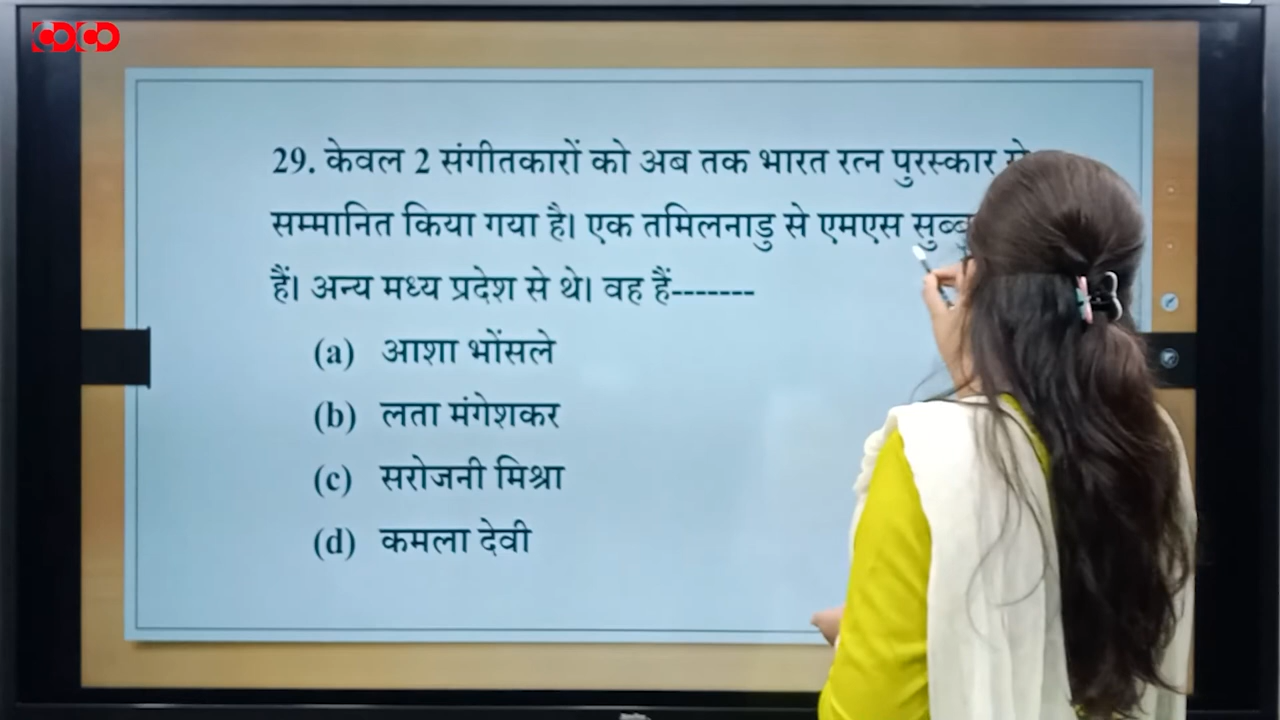 COCO
29. केवल 2 संगीतकारों को अब तक भारत रत्न पुरस्कार से
सम्मानित किया गया है। एक तमिलनाडु से एमएस
हैं। अन्य मध्य प्रदेश से थे। वह हैं-------
(a) आशा भोंसले
(b) लता मंगेशकर
(c) सरोजनी मिश्रा
(d) कमला देवी